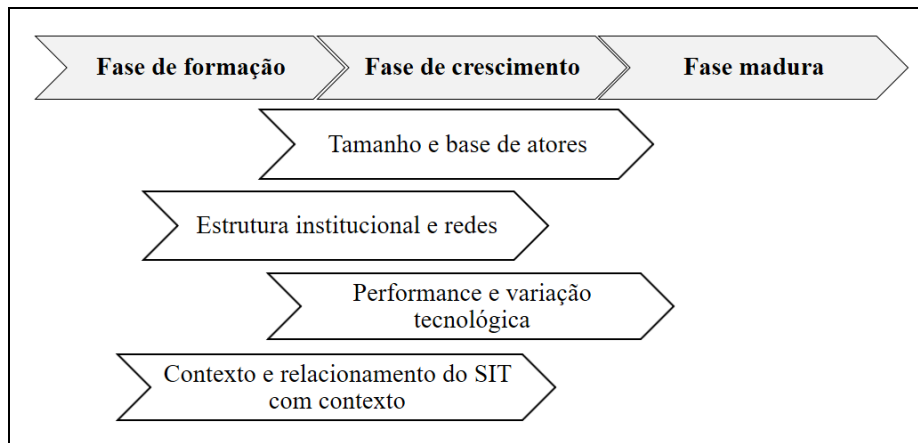 Fase de formação
Fase de crescimento
Fase madura
Tamanho e base de atores
Estrutura institucional e redes
Performance e variação
tecnológica
Contexto e relacionamento do SIT
com contexto